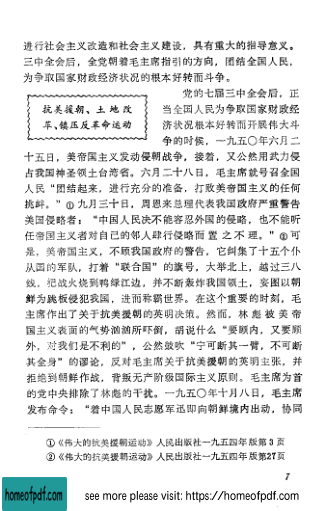 进行社会主义改造和社会主义建设，具有重大的指导意义。
三中全会后，全党朝着毛主席指引的方向，团结全国人民，
为争取国家财政经济状况的根本好转而斗争。
抗美援朝、土地改
革、镇压反革命运动
党的七届三中全会后，正
当全国人民为争取国家财政经
济状况根本好转而开展伟大斗
争的时候，一九五〇年六月二
十五日，美帝国主义发动侵朝战争，接着，又公然用武力侵
占我国神圣领土台湾省。六月二十八日，毛主席就号召全国
人民“团结起来，进行充分的准备，打败美帝国主义的任何
挑衅。”①九月三十日，周恩来总理代表我国政府严重警告
美国侵略者：“中国人民决不能容忍外国的侵略，也不能听
任帝国主义者对自己的邻人肆行侵略而置之不理。”②可
是，美帝国主义，不顾我国政府的警告，它纠集了十五个仆
从国的军队，打着“联合国”的旗号，大举北上，越过三八
线，把战火烧到鸭绿江边，并不断轰炸我国领土，妄图以朝
鲜为跳板侵犯我国，进而称霸世界。在这个重要的时刻，毛
主席作出了关于抗美援朝的英明决策。然而，林彪被美帝
国主义表面的气势汹汹所吓倒，胡说什么“要顾内，又要顾
外，对我们是不利的”，公然鼓吹“宁可断其一臂，不可断
其全身”的谬论，反对毛主席关于抗美援朝的英明主张，并
拒绝到朝鲜作战，背叛无产阶级国际主义原则。毛主席为首
的党中央排除了林彪的干扰。一九五〇年十月八日，毛主席
发布命令：“着中国人民志愿军迅即向朝鲜境内出动，协同
①《伟大的抗美援朝运动》人民出版社一九五四年版第3页
②《伟大的抗美援朝运动》人民出版社一九五四年版第27页
7
homeofpdf.com
see more please visit: https://homeofpdf.com